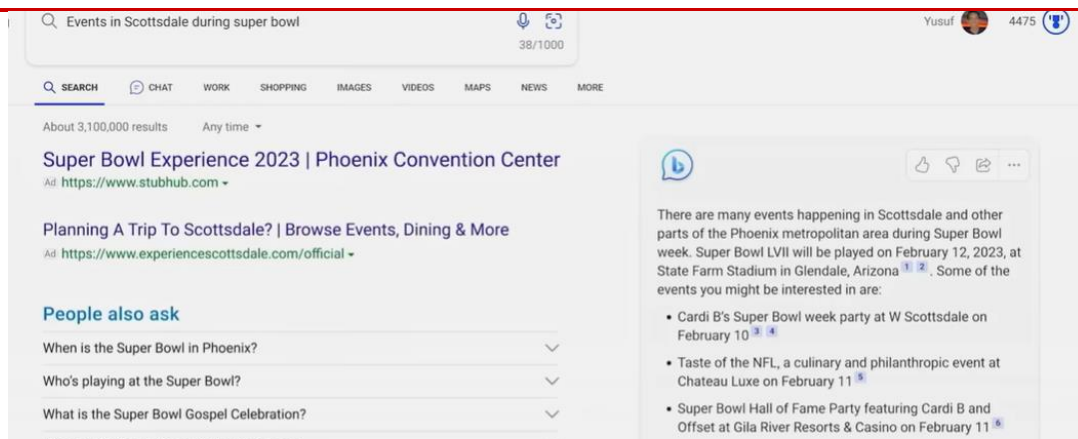 Events in Scottsdale during super bowl
38/1000
Yusuf
4475
SEARCH
CHAT
WORK
SHOPPING
IMAGES
VIDEOS
MAPS
NEWS
MORE
About 3,100,000 results
Any time
Super Bowl Experience 2023 | Phoenix Convention Center
Ad https://www.stubhub.com
Planning A Trip To Scottsdale? | Browse Events, Dining & More
Ad https://www.experiencescottsdale.com/official
People also ask
When is the Super Bowl in Phoenix?
Who's playing at the Super Bowl?
What is the Super Bowl Gospel Celebration?
b
There are many events happening in Scottsdale and other
parts of the Phoenix metropolitan area during Super Bowl
week. Super Bowl LVII will be played on February 12, 2023, at
State Farm Stadium in Glendale, Arizona 1 2 . Some of the
events you might be interested in are:
• Cardi B's Super Bowl week party at W Scottsdale on
February 10 3 4
• Taste of the NFL, a culinary and philanthropic event at
Chateau Luxe on February 11 5
• Super Bowl Hall of Fame Party featuring Cardi B and
Offset at Gila River Resorts & Casino on February 11 6